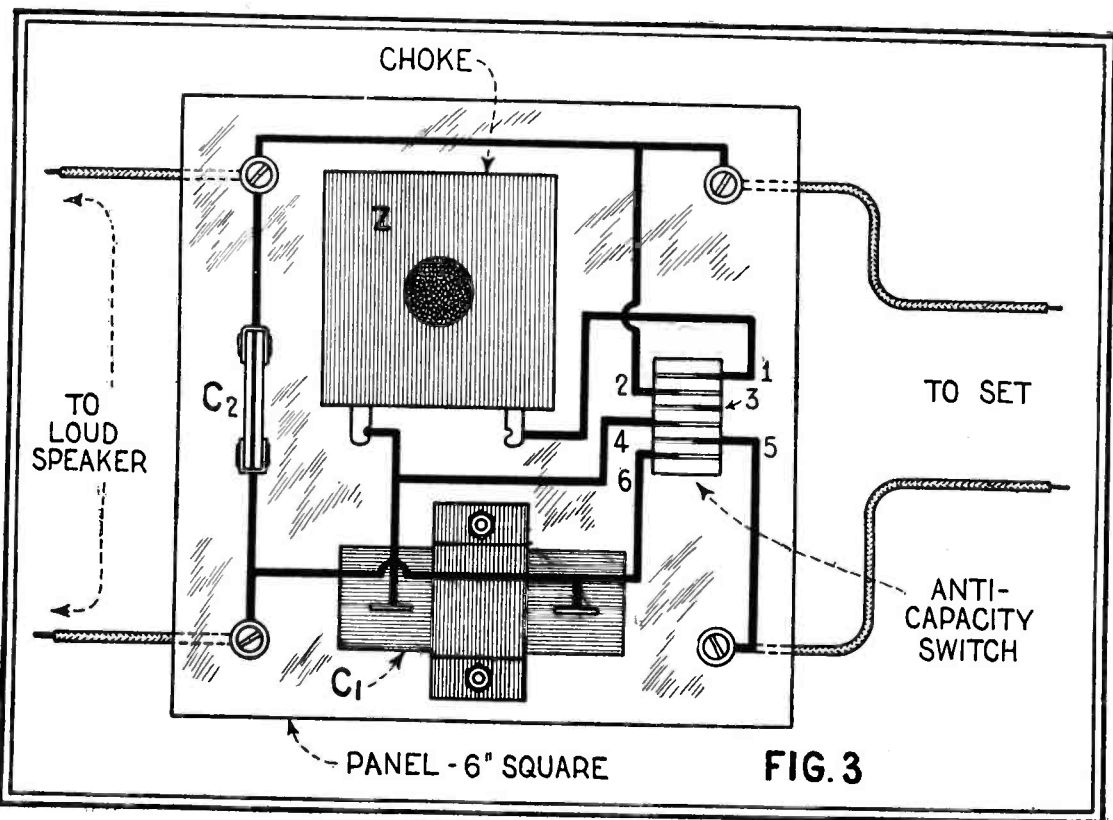 CHOKE
Z
C2
1
2
3
4
5
6
TO
LOUD
SPEAKER
TO SET
ANTI-
CAPACITY
SWITCH
C1
PANEL - 6" SQUARE
FIG. 3